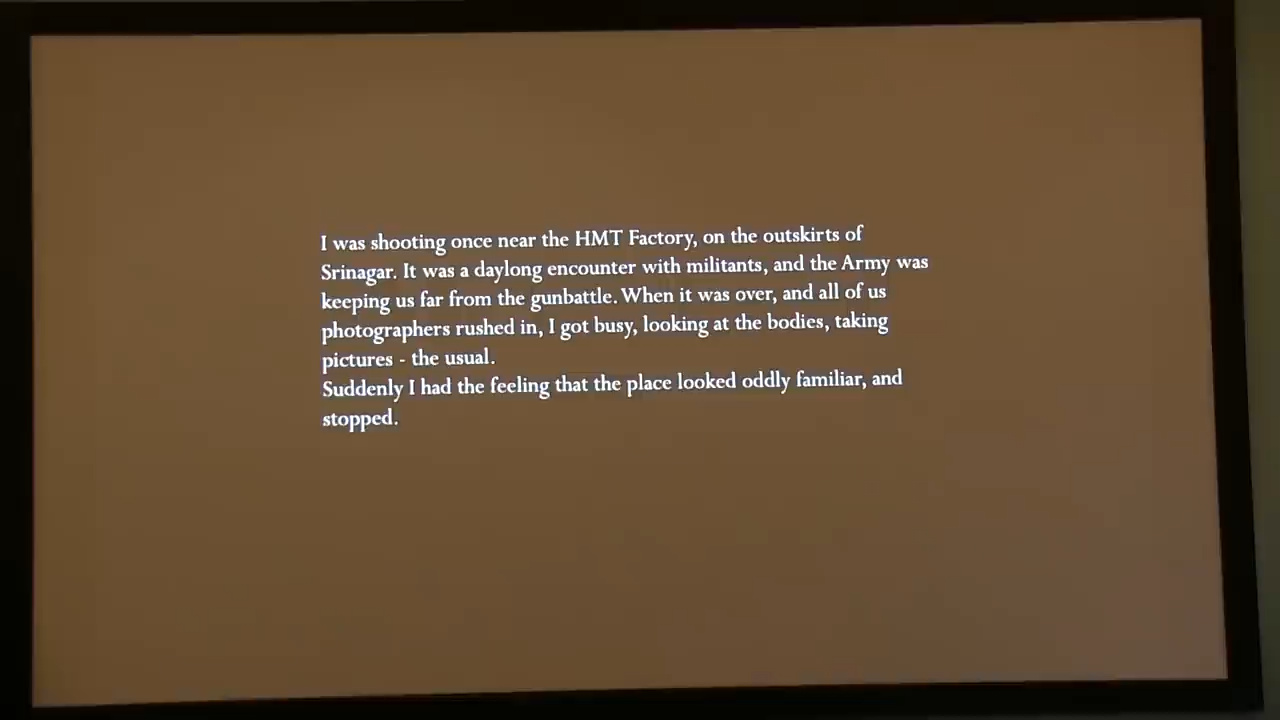 I was shooting once near the HMT Factory, on the outskirts of
Srinagar. It was a daylong encounter with militants, and the Army was
keeping us far from the gunbattle. When it was over, and all of us
photographers rushed in, I got busy, looking at the bodies, taking
pictures - the usual.
Suddenly I had the feeling that the place looked oddly familiar, and
stopped.